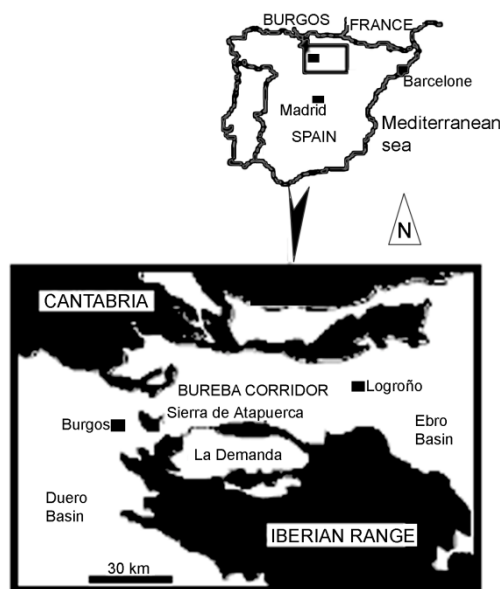 BURGOS
FRANCE
Barcelone
Madrid
SPAIN
Mediterranean
sea
N
CANTABRIA
BUREBA CORRIDOR
Logroño
Sierra de Atapuerca
Burgos
Ebro
Basin
La Demanda
Duero
Basin
IBERIAN RANGE
30 km